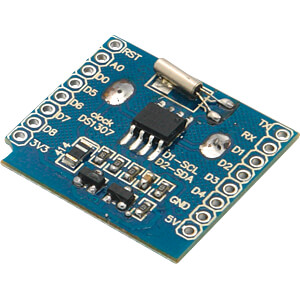 RST
A0
D0
D5
D6
D7
D8
3V3
clock
DS1307
D1-SCL
D2-SDA
TX
RX
D1
D2
D3
D4
GND
5V